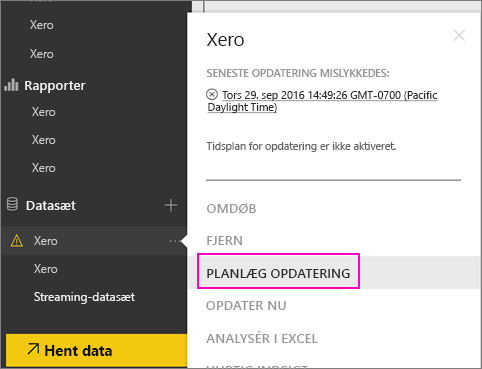 Xero
Xero
Rapporter
Xero
Xero
Xero
Datasæt
Xero
Xero
Streaming-datasæt
Hent data
Xero
SENESTE OPDATERING MISLYKKEDES:
Tors 29. sep 2016 14:49:26 GMT-0700 (Pacific
Daylight Time)
Tidsplan for opdatering er ikke aktiveret.
OMDØB
FJERN
PLANLÆG OPDATERING
OPDATER NU
ANALYSÉR I EXCEL